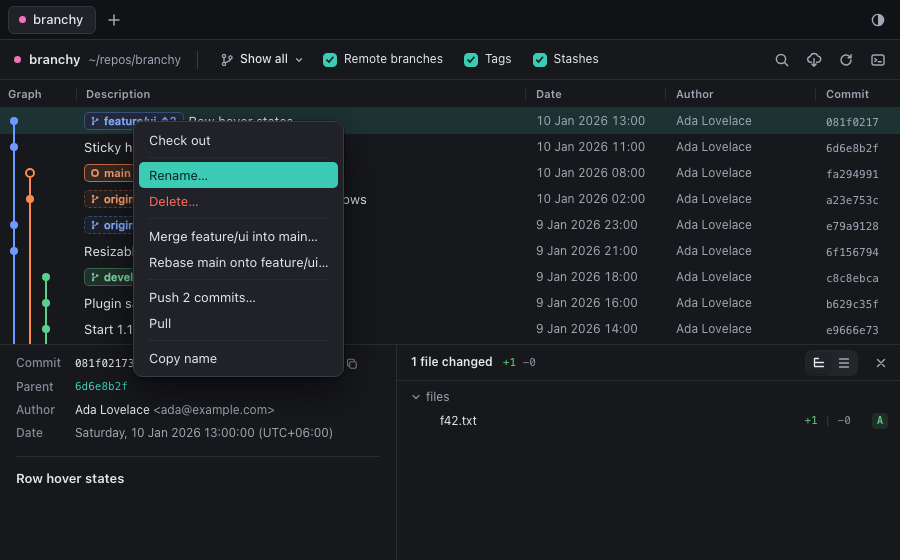 branchy
branchy ~/repos/branchy Show all Remote branches Tags Stashes
Graph Description Date Author Commit
Row hover states 10 Jan 2026 13:00 Ada Lovelace 081f0217
Sticky 10 Jan 2026 11:00 Ada Lovelace 6d6e8b2f
main 10 Jan 2026 08:00 Ada Lovelace fa294991
10 Jan 2026 02:00 Ada Lovelace a23e753c
9 Jan 2026 23:00 Ada Lovelace e79a9128
9 Jan 2026 21:00 Ada Lovelace 6f156794
9 Jan 2026 18:00 Ada Lovelace c8c8ebca
Plugin 9 Jan 2026 16:00 Ada Lovelace b629c35f
Start 1.1 9 Jan 2026 14:00 Ada Lovelace e9666e73
Check out
Rename...
Delete...
Merge feature/ui into main...
Rebase main onto feature/ui...
Push 2 commits...
Pull
Copy name
Commit 081f02173
Parent 6d6e8b2f
Author Ada Lovelace <ada@example.com>
Date Saturday, 10 Jan 2026 13:00:00 (UTC+06:00)
Row hover states
1 file changed +1 −0
files
f42.txt +1 −0 A